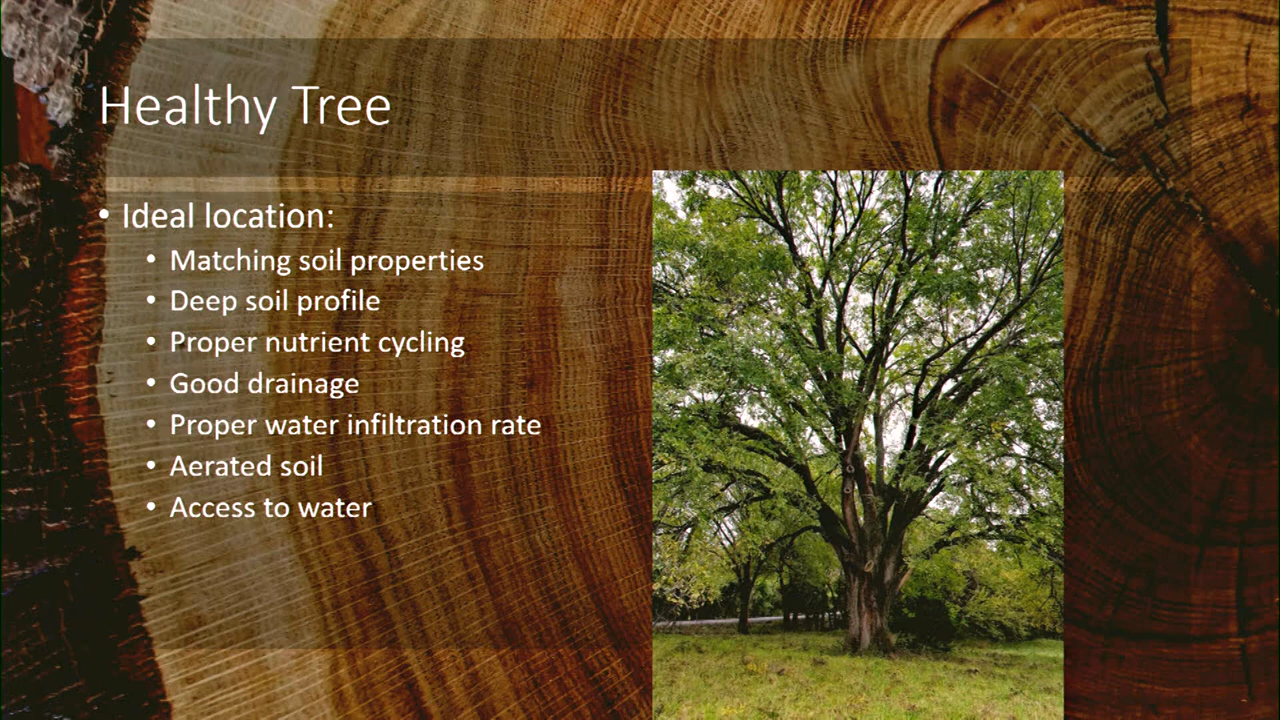 Healthy Tree
• Ideal location:
• Matching soil properties
• Deep soil profile
• Proper nutrient cycling
• Good drainage
• Proper water infiltration rate
• Aerated soil
• Access to water